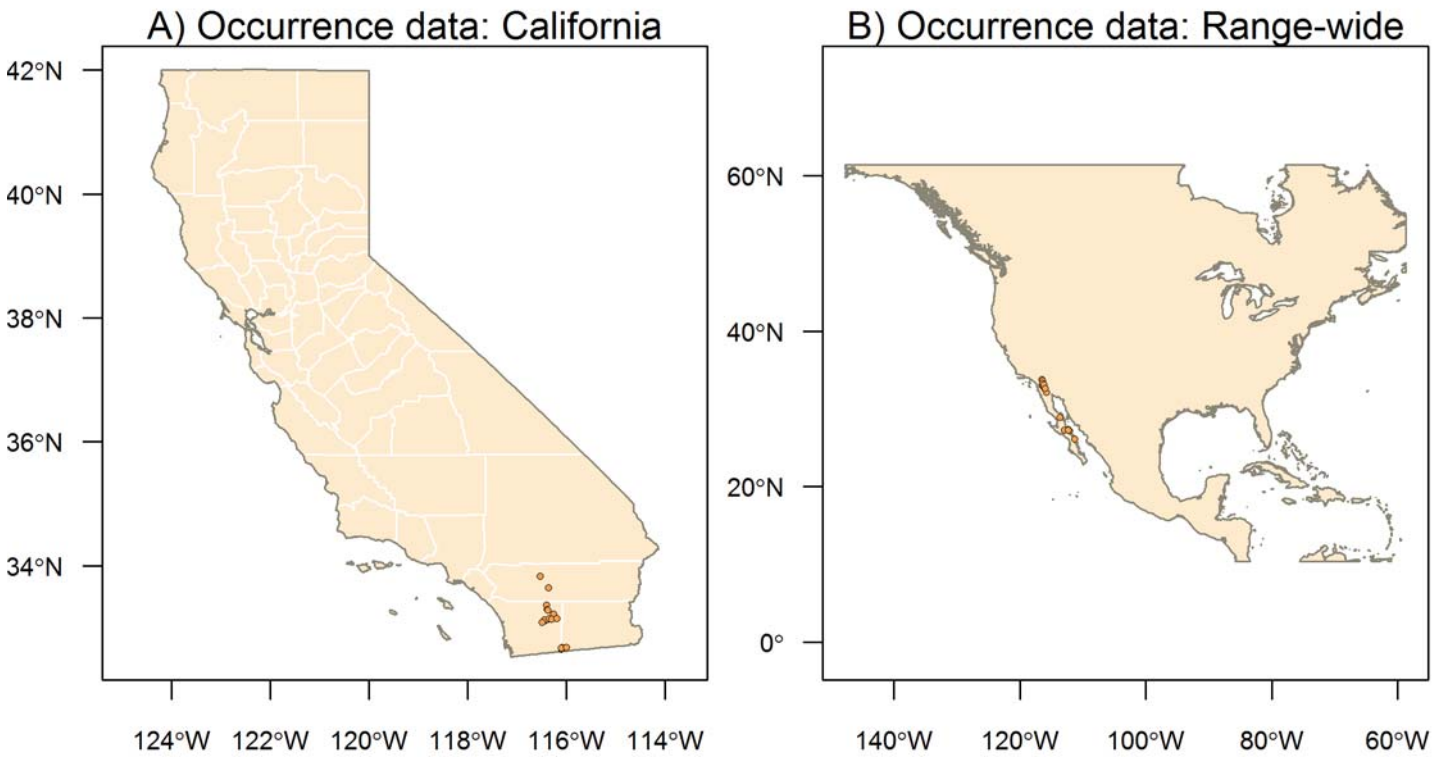 A) Occurrence data: California
42°N
40°N
38°N
36°N
34°N
124°W 122°W 120°W 118°W 116°W 114°W
B) Occurrence data: Range-wide
60°N
40°N
20°N
0°
140°W 120°W 100°W 80°W 60°W